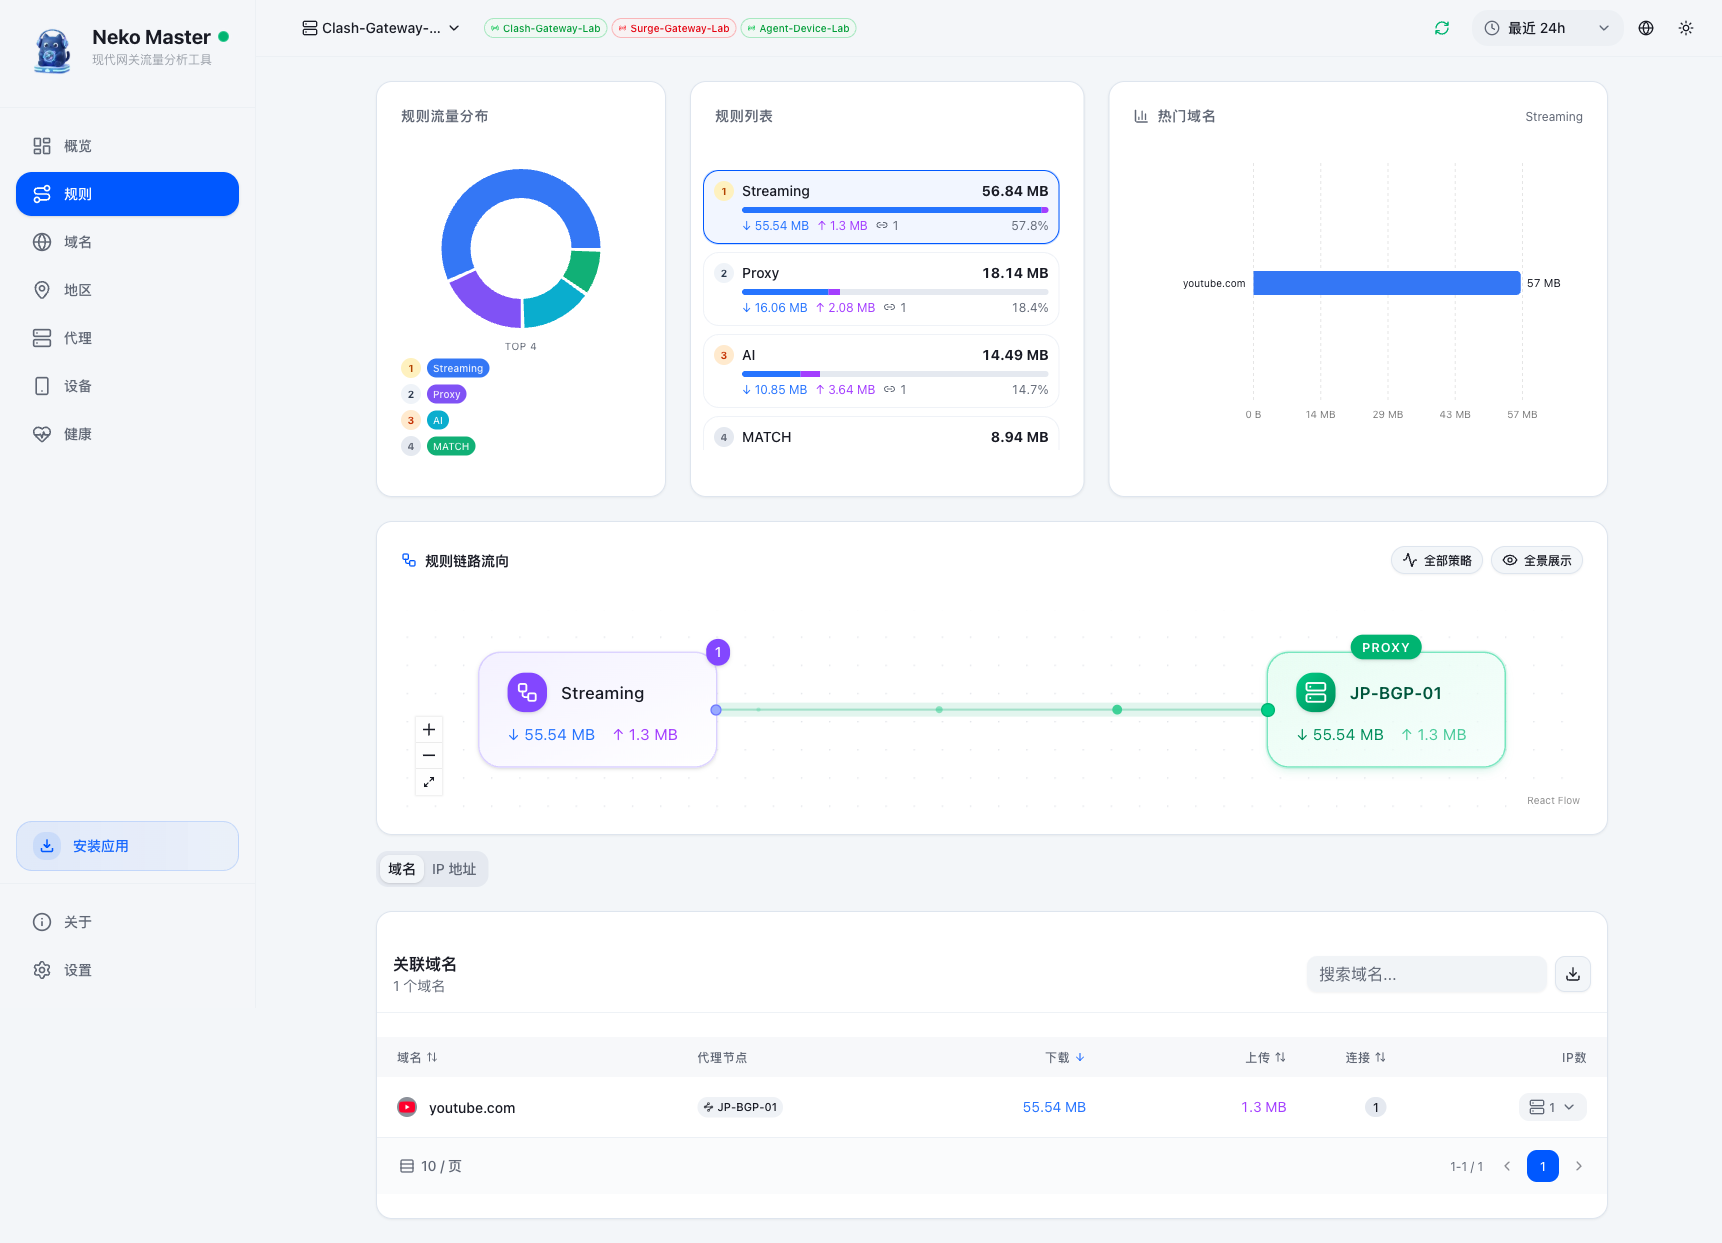 Neko Master
现代网关流量分析工具
概览
规则
域名
地区
代理
设备
健康
安装应用
关于
设置
Clash-Gateway-...
Clash-Gateway-Lab
Surge-Gateway-Lab
Agent-Device-Lab
最近 24h
规则流量分布
TOP 4
1 Streaming
2 Proxy
3 AI
4 MATCH
规则列表
1 Streaming 56.84 MB
↓ 55.54 MB ↑ 1.3 MB 1 57.8%
2 Proxy 18.14 MB
↓ 16.06 MB ↑ 2.08 MB 1 18.4%
3 AI 14.49 MB
↓ 10.85 MB ↑ 3.64 MB 1 14.7%
4 MATCH 8.94 MB
热门域名 Streaming
youtube.com 57 MB
0 B 14 MB 29 MB 43 MB 57 MB
规则链路流向
全部策略
全景展示
1
Streaming
↓ 55.54 MB ↑ 1.3 MB
PROXY
JP-BGP-01
↓ 55.54 MB ↑ 1.3 MB
React Flow
域名 IP 地址
关联域名
1 个域名
搜索域名...
域名 代理节点 下载 ↓ 上传 连接 IP数
youtube.com JP-BGP-01 55.54 MB 1.3 MB 1 1
10 / 页
1-1 / 1
1